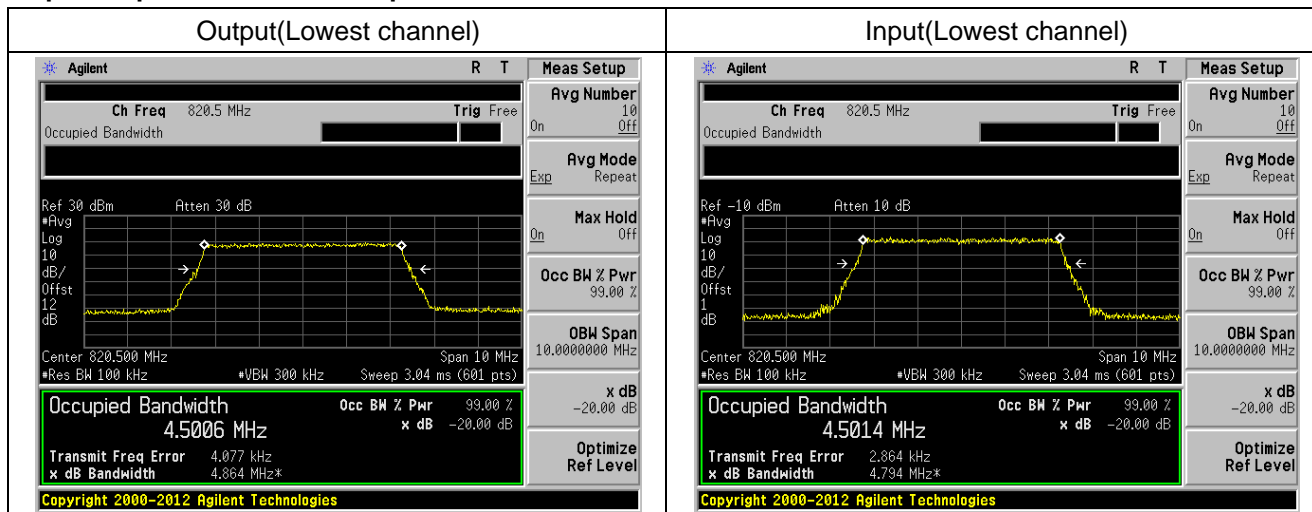 Output(Lowest channel)
Agilent R T
Ch Freq 820.5 MHz Trig Free
Occupied Bandwidth
Ref 30 dBm Atten 30 dB
#Avg
Log
10
dB/
Offst
12
dB
Center 820.500 MHz Span 10 MHz
#Res BW 100 kHz #VBW 300 kHz Sweep 3.04 ms (601 pts)
Occupied Bandwidth Occ BW % Pwr 99.00 %
4.5006 MHz x dB -20.00 dB
Transmit Freq Error 4.077 kHz
x dB Bandwidth 4.864 MHz*
Copyright 2000-2012 Agilent Technologies
Meas Setup
Avg Number
10
On Off
Avg Mode
Exp Repeat
Max Hold
On Off
Occ BW % Pwr
99.00 %
OBW Span
10.0000000 MHz
x dB
-20.00 dB
Optimize
Ref Level
Input(Lowest channel)
Agilent R T
Ch Freq 820.5 MHz Trig Free
Occupied Bandwidth
Ref -10 dBm Atten 10 dB
#Avg
Log
10
dB/
Offst
1
dB
Center 820.500 MHz Span 10 MHz
#Res BW 100 kHz #VBW 300 kHz Sweep 3.04 ms (601 pts)
Occupied Bandwidth Occ BW % Pwr 99.00 %
4.5014 MHz x dB -20.00 dB
Transmit Freq Error 2.864 kHz
x dB Bandwidth 4.794 MHz*
Copyright 2000-2012 Agilent Technologies
Meas Setup
Avg Number
10
On Off
Avg Mode
Exp Repeat
Max Hold
On Off
Occ BW % Pwr
99.00 %
OBW Span
10.0000000 MHz
x dB
-20.00 dB
Optimize
Ref Level